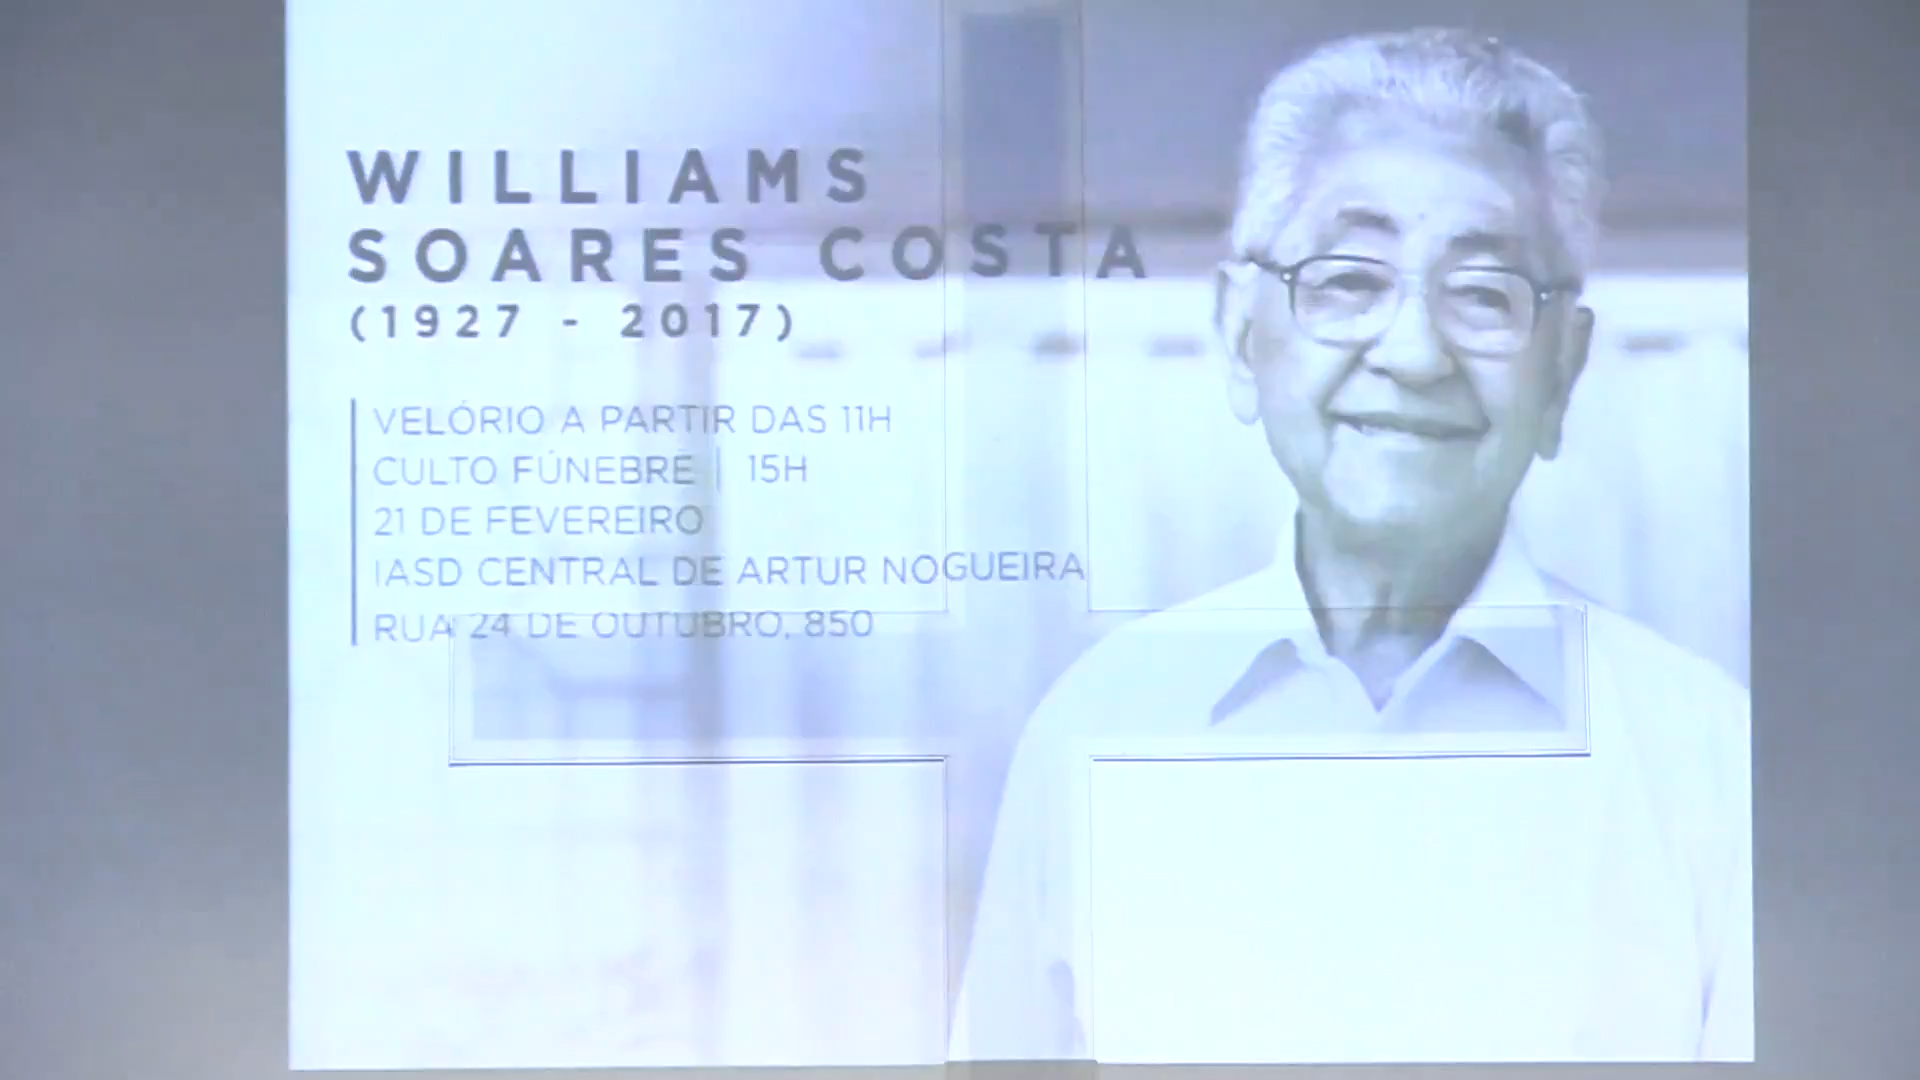 WILLIAMS
SOARES COSTA
(1927 - 2017)
VELÓRIO A PARTIR DAS 11H
CULTO FÚNEBRE | 15H
21 DE FEVEREIRO
IASD CENTRAL DE ARTUR NOGUEIRA
RUA 24 DE OUTUBRO, 850